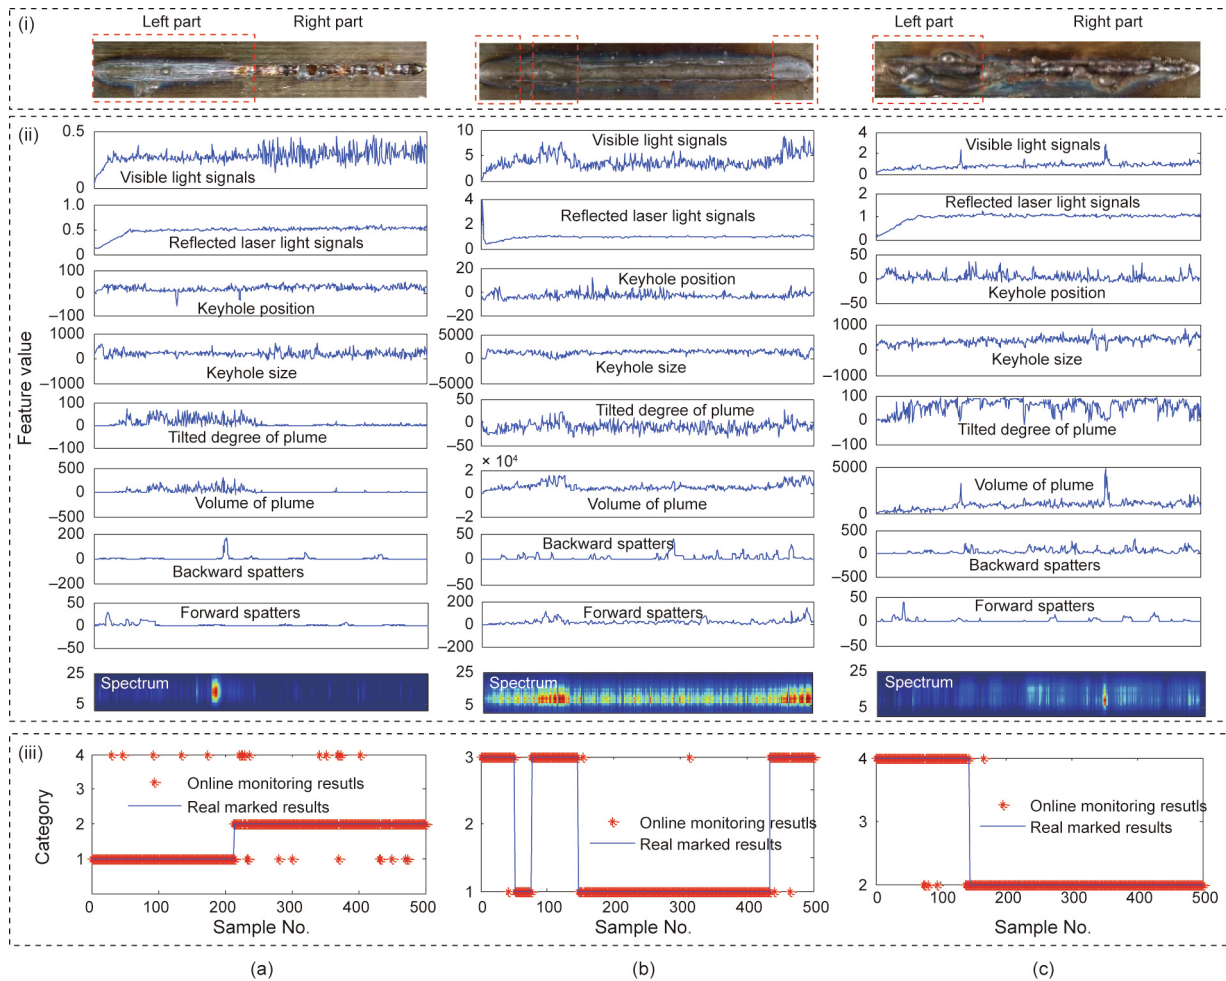 (i)
Left part Right part
Left part Right part
(ii)
Feature value
0.5
0
Visible light signals
1.0
0.5
0
Reflected laser light signals
100
0
–100
Keyhole position
1000
0
–1000
Keyhole size
100
0
–100
Tilted degree of plume
500
0
–500
Volume of plume
200
0
–200
Backward spatters
50
0
–50
Forward spatters
25
5
Spectrum
10
5
0
Visible light signals
4
2
0
Reflected laser light signals
20
0
–20
Keyhole position
5000
0
–5000
Keyhole size
50
0
–50
Tilted degree of plume
× 10⁴
2
0
–2
Volume of plume
50
0
–50
Backward spatters
200
0
–200
Forward spatters
25
5
Spectrum
4
2
0
Visible light signals
2
1
0
Reflected laser light signals
50
0
–50
Keyhole position
1000
0
–1000
Keyhole size
100
0
–100
Tilted degree of plume
5000
0
Volume of plume
500
0
–500
Backward spatters
50
0
–50
Forward spatters
25
5
Spectrum
(iii)
Category
4
3
2
1
Online monitoring resutls
Real marked results
0 100 200 300 400 500
Sample No.
3
2
1
Online monitoring resutls
Real marked results
0 100 200 300 400 500
Sample No.
4
3
2
Online monitoring resutls
Real marked results
0 100 200 300 400 500
Sample No.
(a) (b) (c)